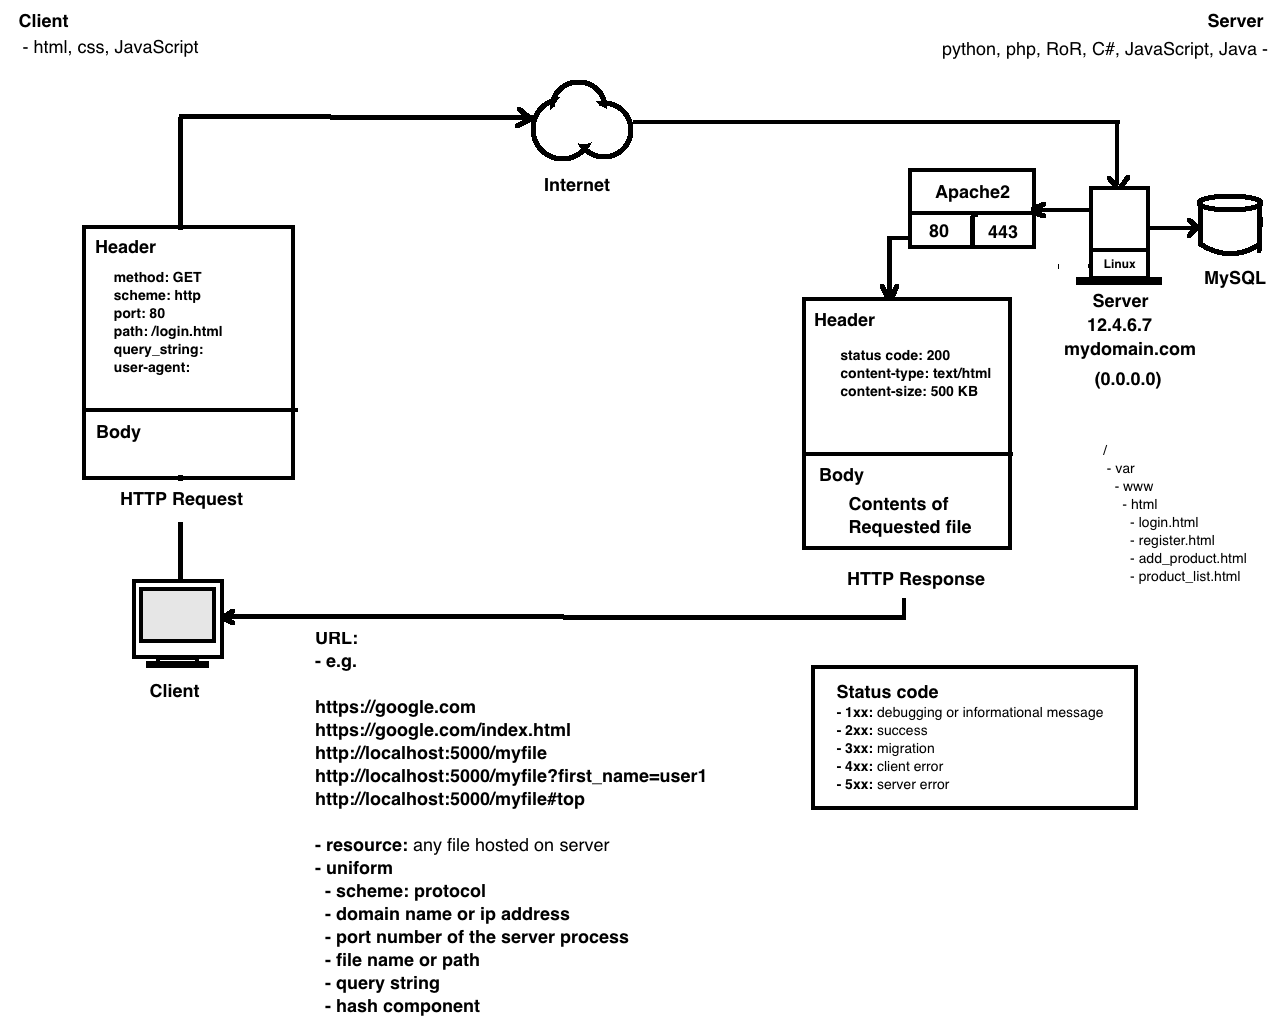 Client
- html, css, JavaScript
Server
python, php, RoR, C#, JavaScript, Java -
Internet
Apache2
80
443
Linux
MySQL
Server
12.4.6.7
mydomain.com
(0.0.0.0)
Header
method: GET
scheme: http
port: 80
path: /login.html
query_string:
user-agent:
Body
HTTP Request
Header
status code: 200
content-type: text/html
content-size: 500 KB
Body
Contents of
Requested file
HTTP Response
/
- var
- www
- html
- login.html
- register.html
- add_product.html
- product_list.html
Client
URL:
- e.g.
https://google.com
https://google.com/index.html
http://localhost:5000/myfile
http://localhost:5000/myfile?first_name=user1
http://localhost:5000/myfile#top
- resource: any file hosted on server
- uniform
- scheme: protocol
- domain name or ip address
- port number of the server process
- file name or path
- query string
- hash component
Status code
- 1xx: debugging or informational message
- 2xx: success
- 3xx: migration
- 4xx: client error
- 5xx: server error